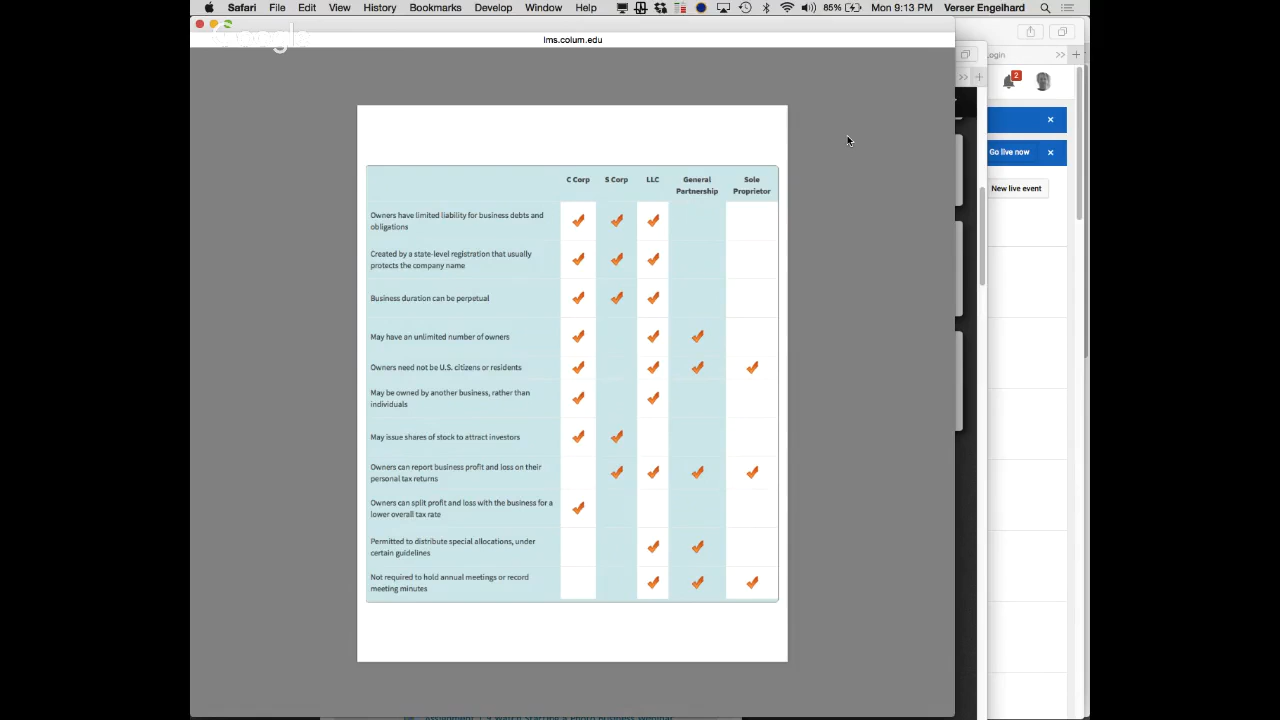 Safari File Edit View History Bookmarks Develop Window Help 85% Mon 9:13 PM Verser Engelhard
Google
lms.colum.edu
ogin
2
Go live now
New live event
C Corp S Corp LLC General Partnership Sole Proprietor
Owners have limited liability for business debts and
obligations
Created by a state-level registration that usually
protects the company name
Business duration can be perpetual
May have an unlimited number of owners
Owners need not be U.S. citizens or residents
May be owned by another business, rather than
individuals
May issue shares of stock to attract investors
Owners can report business profit and loss on their
personal tax returns
Owners can split profit and loss with the business for a
lower overall tax rate
Permitted to distribute special allocations, under
certain guidelines
Not required to hold annual meetings or record
meeting minutes